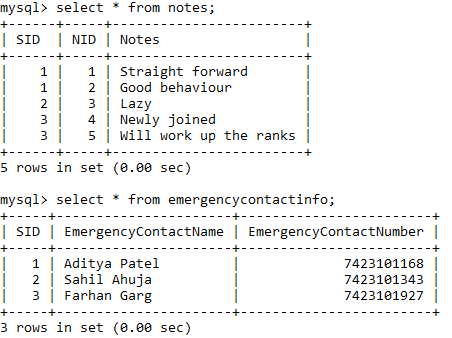 mysql> select * from notes;
+------+------+-------------------------+
| SID  | NID  | Notes                   |
+------+------+-------------------------+
|    1 |    1 | Straight forward        |
|    1 |    2 | Good behaviour          |
|    2 |    3 | Lazy                    |
|    3 |    4 | Newly joined            |
|    3 |    5 | Will work up the ranks  |
+------+------+-------------------------+
5 rows in set (0.00 sec)

mysql> select * from emergencycontactinfo;
+------+----------------------+------------------------+
| SID  | EmergencyContactName | EmergencyContactNumber |
+------+----------------------+------------------------+
|    1 | Aditya Patel         |             7423101168 |
|    2 | Sahil Ahuja          |             7423101343 |
|    3 | Farhan Garg          |             7423101927 |
+------+----------------------+------------------------+
3 rows in set (0.00 sec)